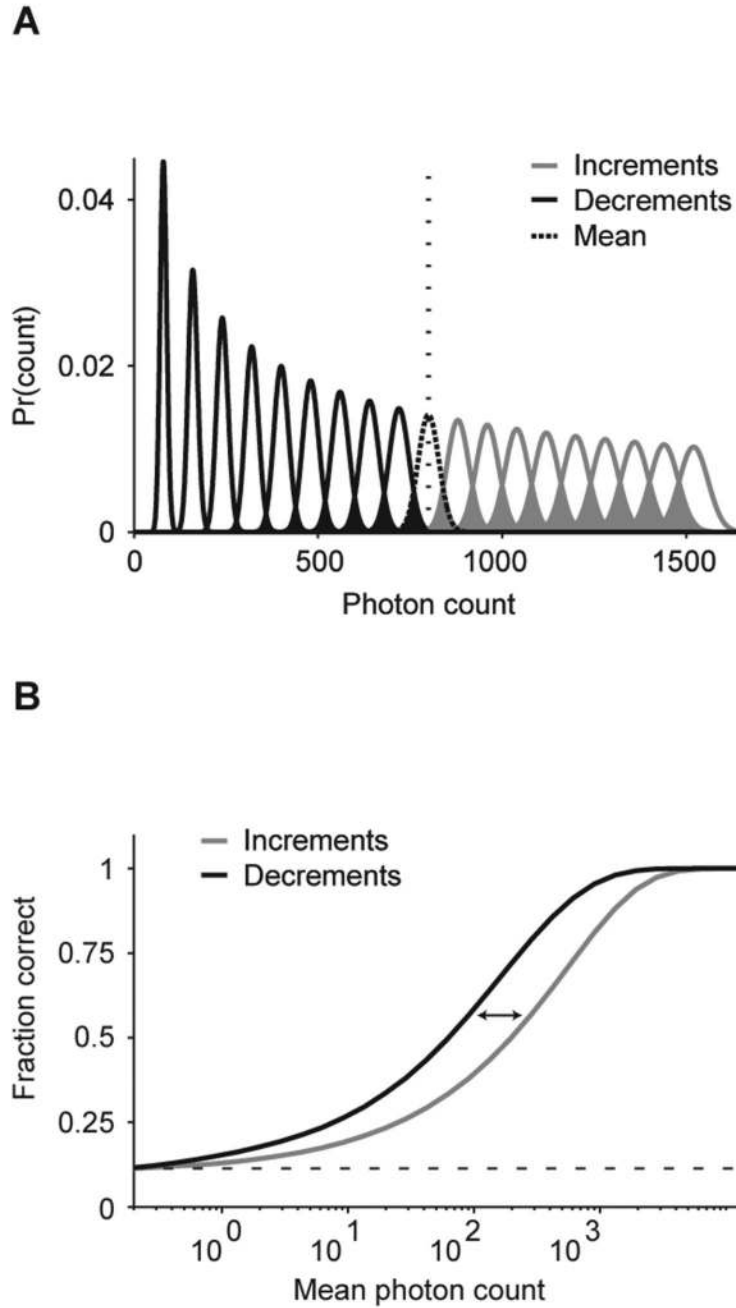 A
Increments
Decrements
Mean
0.04
0.02
0
Pr(count)
0
500
1000
1500
Photon count
B
Increments
Decrements
1
0.75
0.5
0.25
0
Fraction correct
10^0
10^1
10^2
10^3
Mean photon count